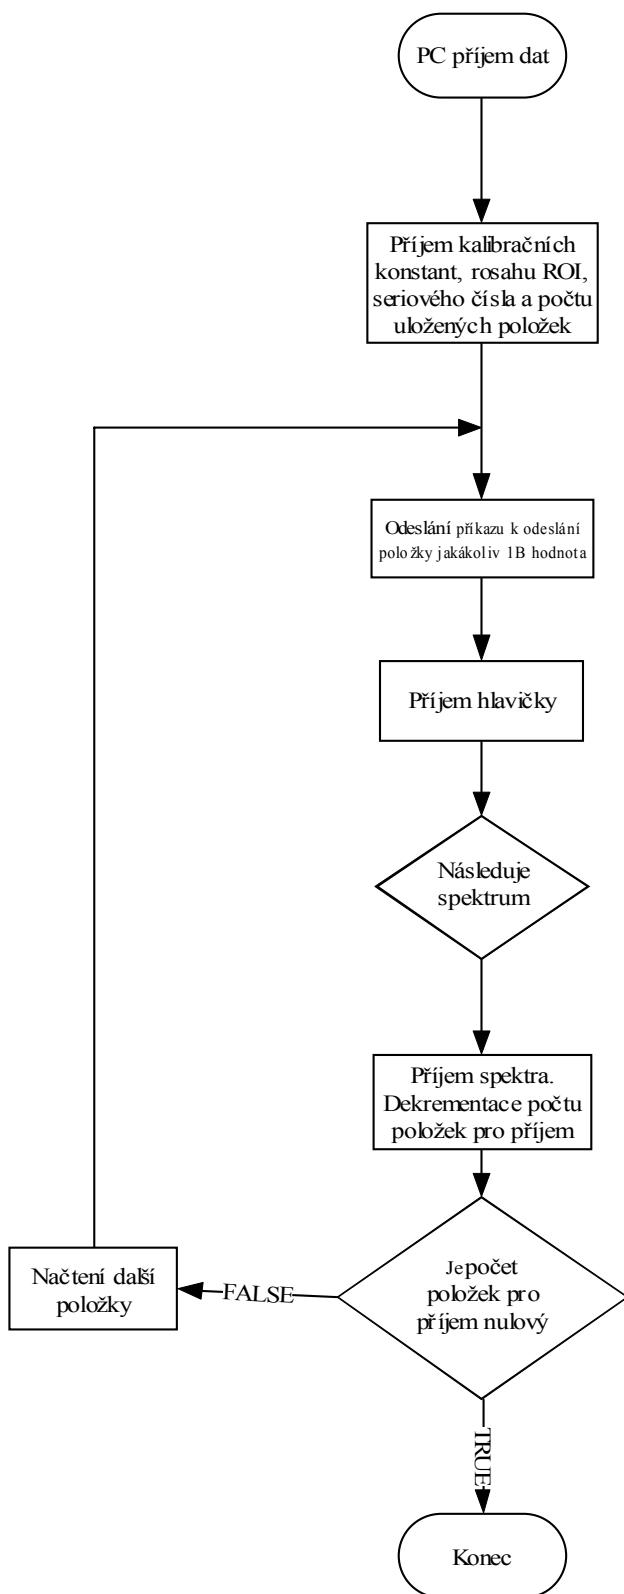 PC příjem dat
Příjem kalibračních
konstant, rosahu ROI,
seriového čísla a počtu
uložených položek
Odeslání příkazu k odeslání
položky jakákoliv 1B hodnota
Příjem hlavičky
Následuje
spektrum
Příjem spektra.
Dekrementace počtu
položek pro příjem
Je počet
položek pro
příjem nulový
FALSE
Načtení další
položky
TRUE
Konec